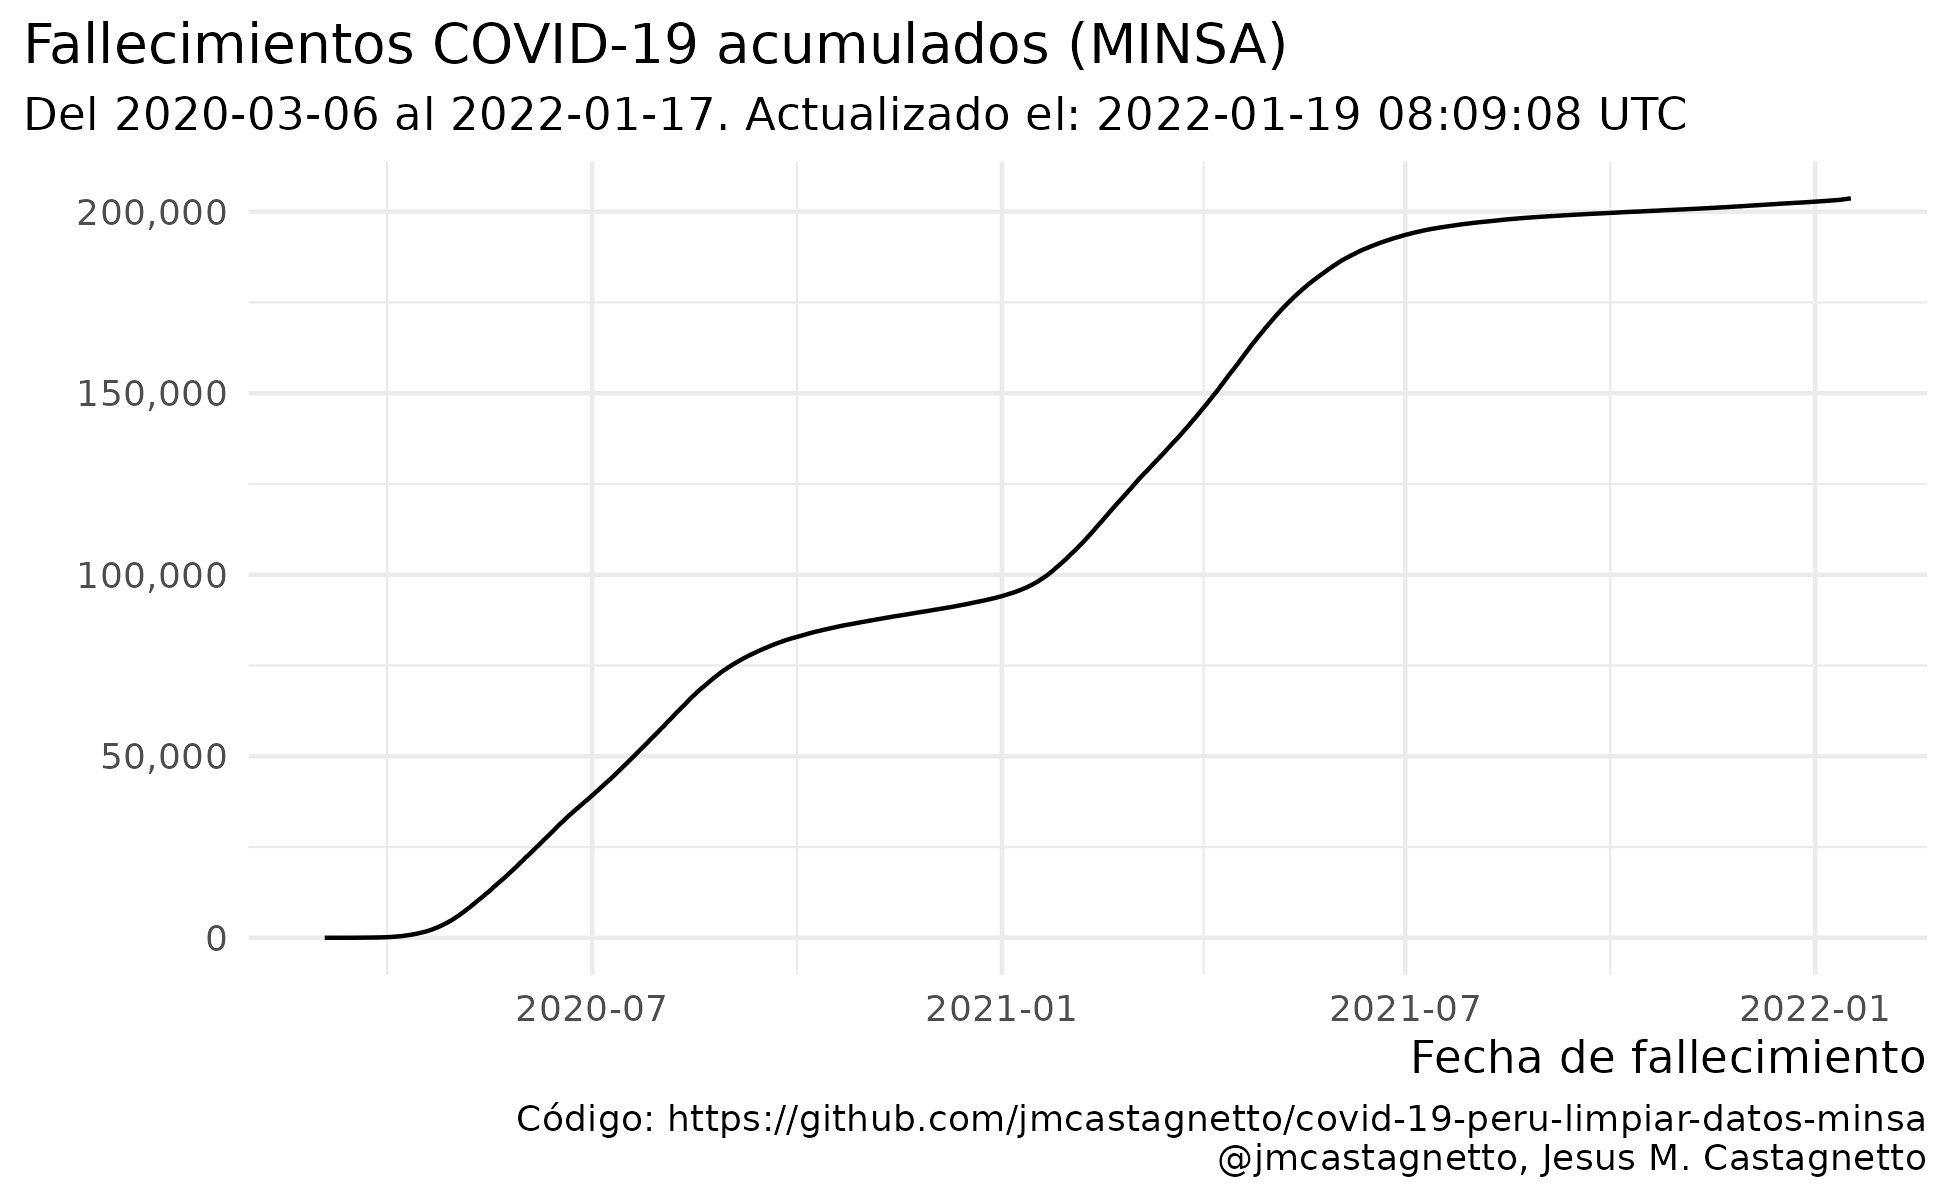 Fallecimientos COVID-19 acumulados (MINSA)
Del 2020-03-06 al 2022-01-17. Actualizado el: 2022-01-19 08:09:08 UTC
200,000
150,000
100,000
50,000
0
2020-07 2021-01 2021-07 2022-01
Fecha de fallecimiento
Código: https://github.com/jmcastagnetto/covid-19-peru-limpiar-datos-minsa
@jmcastagnetto, Jesus M. Castagnetto